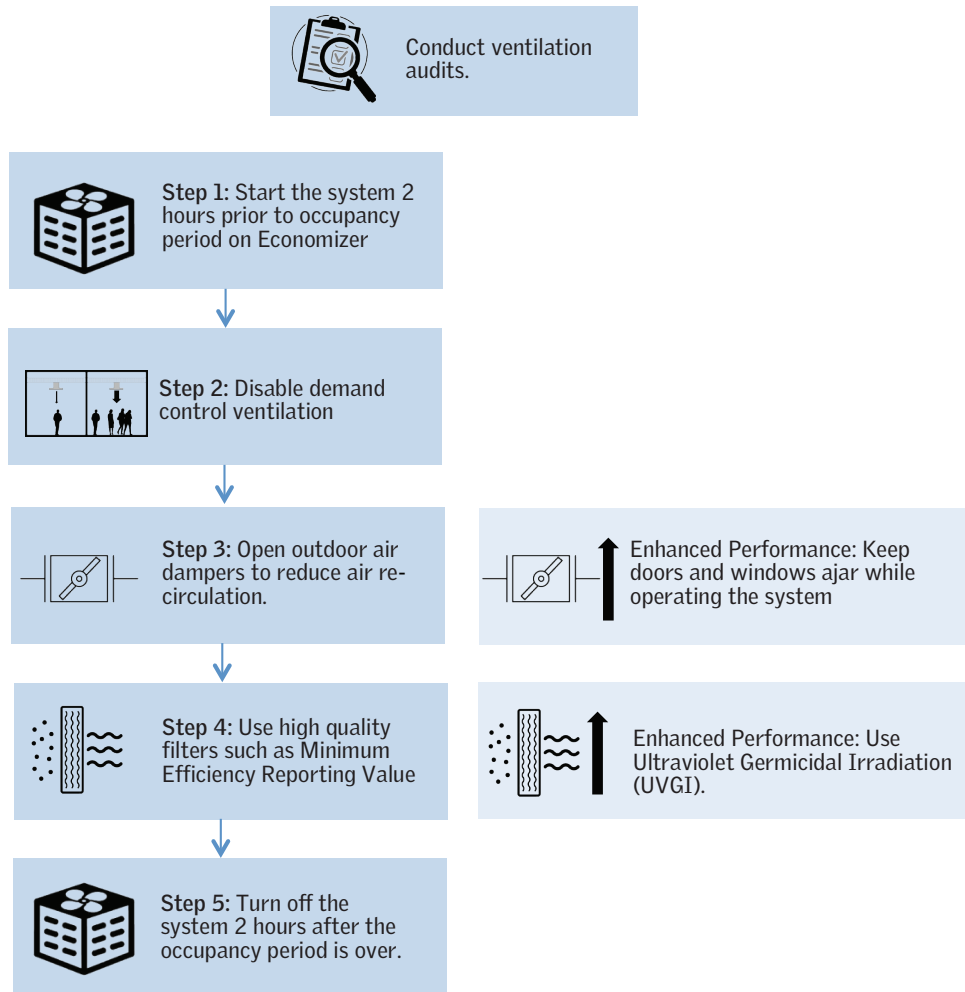 Conduct ventilation
audits.
Step 1: Start the system 2
hours prior to occupancy
period on Economizer
Step 2: Disable demand
control ventilation
Step 3: Open outdoor air
dampers to reduce air re-
circulation.
Enhanced Performance: Keep
doors and windows ajar while
operating the system
Step 4: Use high quality
filters such as Minimum
Efficiency Reporting Value
Enhanced Performance: Use
Ultraviolet Germicidal Irradiation
(UVGI).
Step 5: Turn off the
system 2 hours after the
occupancy period is over.